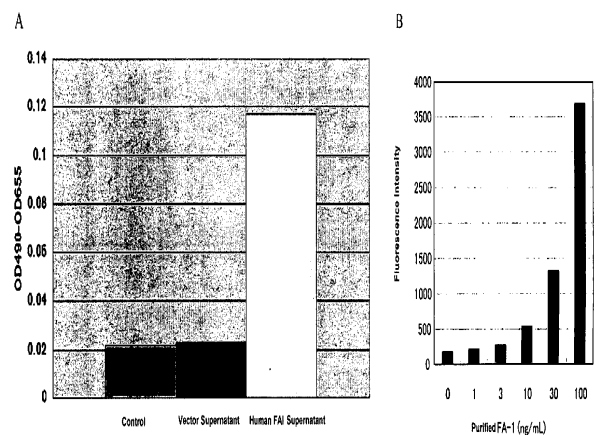 A
OD490-OD655
0.14
0.12
0.1
0.08
0.06
0.04
0.02
0
Control Vector Supernatant Human FAI Supernatant
B
Fluorescence Intensity
4000
3500
3000
2500
2000
1500
1000
500
0
0 1 3 10 30 100
Purified FA-1 (ng/mL)